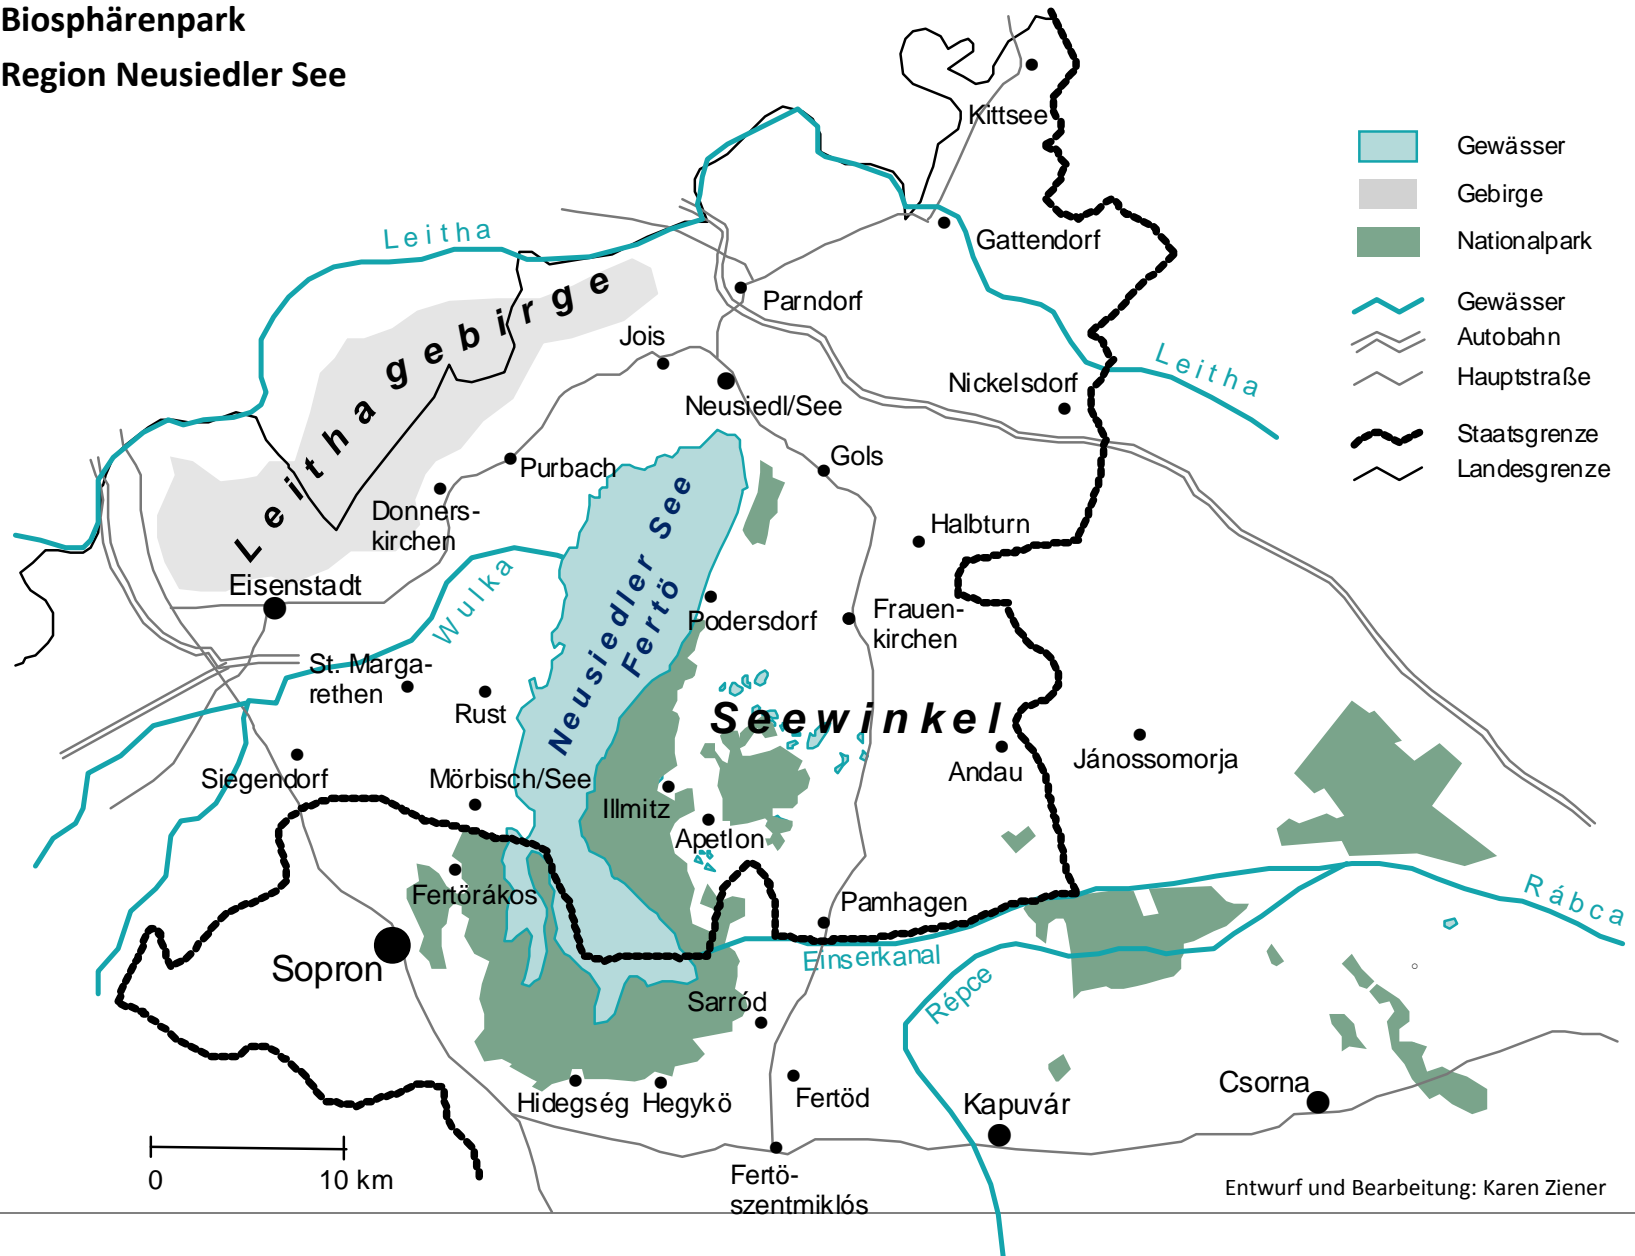 Biosphärenpark
Region Neusiedler See
Kittsee
Gewässer
Gebirge
Nationalpark
Gewässer
Autobahn
Hauptstraße
Staatsgrenze
Landesgrenze
Leitha
Gattendorf
Leithagebirge
Parndorf
Jois
Leitha
Nickelsdorf
Neusiedl/See
Gols
Purbach
Donners-
kirchen
Halbturn
Neusiedler See
Fertö
Eisenstadt
Wulka
Podersdorf
Frauen-
kirchen
St. Marga-
rethen
Rust
Seewinkel
Siegendorf
Mörbisch/See
Andau
Jánossomorja
Illmitz
Apetlon
Fertörákos
Pamhagen
Rábca
Einserkanal
Sopron
Répce
Sarród
Hidegség
Hegykö
Fertöd
Kapuvár
Csorna
0
10 km
Fertö-
szentmiklós
Entwurf und Bearbeitung: Karen Ziener